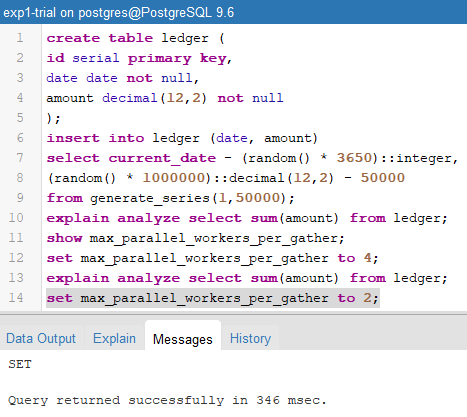 exp1-trial on postgres@PostgreSQL 9.6
1 create table ledger (
2 id serial primary key,
3 date date not null,
4 amount decimal(12,2) not null
5 );
6 insert into ledger (date, amount)
7 select current_date - (random() * 3650)::integer,
8 (random() * 1000000)::decimal(12,2) - 50000
9 from generate_series(1,50000);
10 explain analyze select sum(amount) from ledger;
11 show max_parallel_workers_per_gather;
12 set max_parallel_workers_per_gather to 4;
13 explain analyze select sum(amount) from ledger;
14 set max_parallel_workers_per_gather to 2;
Data Output Explain Messages History
SET
Query returned successfully in 346 msec.